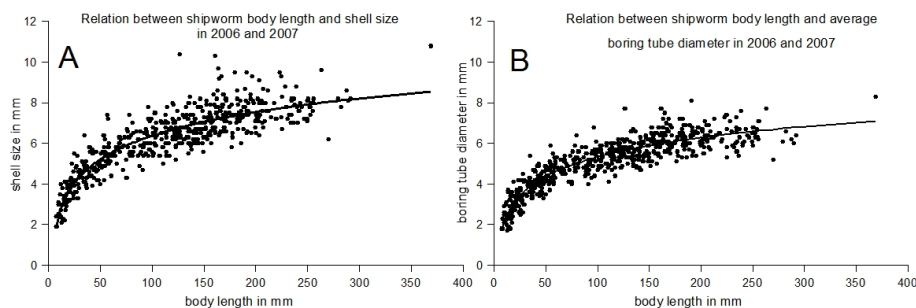 Relation between shipworm body length and shell size
in 2006 and 2007
A
shell size in mm
12
10
8
6
4
2
0
0 50 100 150 200 250 300 350 400
body length in mm
Relation between shipworm body length and average
boring tube diameter in 2006 and 2007
B
boring tube diameter in mm
12
10
8
6
4
2
0
0 50 100 150 200 250 300 350 400
body length in mm